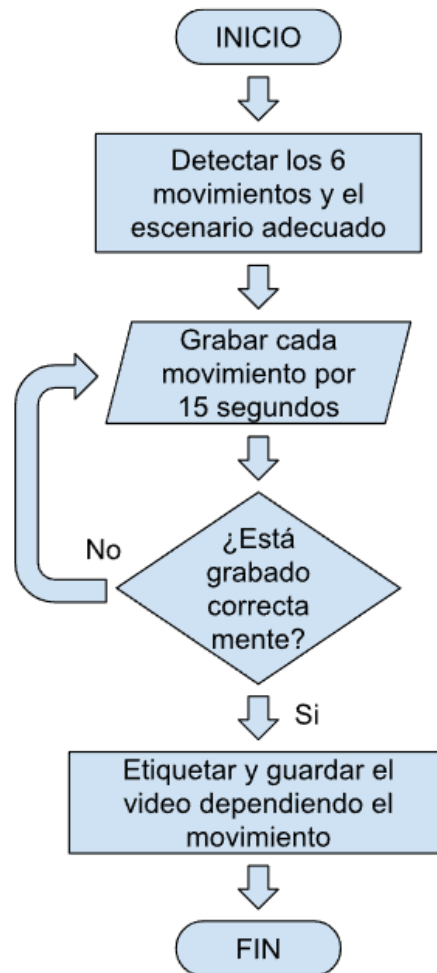 INICIO
Detectar los 6
movimientos y el
escenario adecuado
Grabar cada
movimiento por
15 segundos
No
¿Está
grabado
correcta
mente?
Si
Etiquetar y guardar el
video dependiendo el
movimiento
FIN